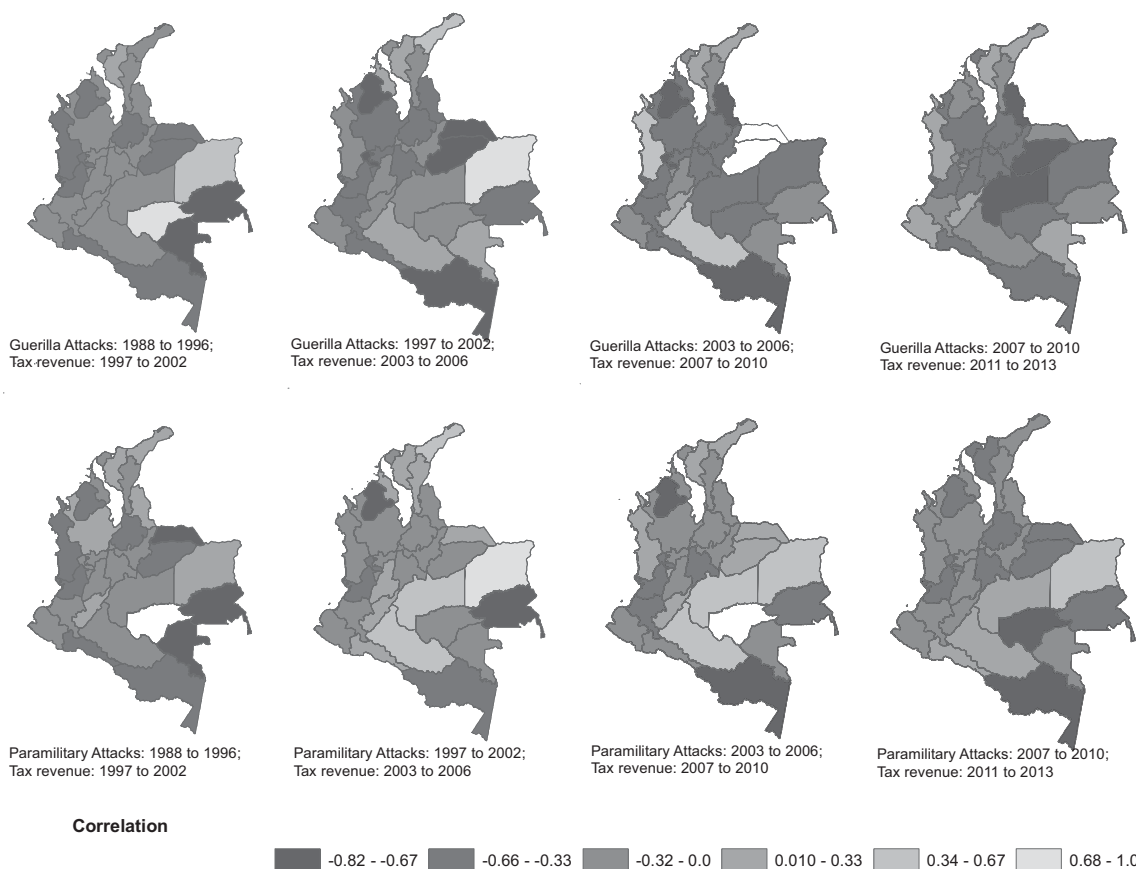 Guerilla Attacks: 1988 to 1996;
Tax revenue: 1997 to 2002
Guerilla Attacks: 1997 to 2002;
Tax revenue: 2003 to 2006
Guerilla Attacks: 2003 to 2006;
Tax revenue: 2007 to 2010
Guerilla Attacks: 2007 to 2010
Tax revenue: 2011 to 2013
Paramilitary Attacks: 1988 to 1996;
Tax revenue: 1997 to 2002
Paramilitary Attacks: 1997 to 2002;
Tax revenue: 2003 to 2006
Paramilitary Attacks: 2003 to 2006;
Tax revenue: 2007 to 2010
Paramilitary Attacks: 2007 to 2010;
Tax revenue: 2011 to 2013
Correlation
-0.82 - -0.67 -0.66 - -0.33 -0.32 - 0.0 0.010 - 0.33 0.34 - 0.67 0.68 - 1.0